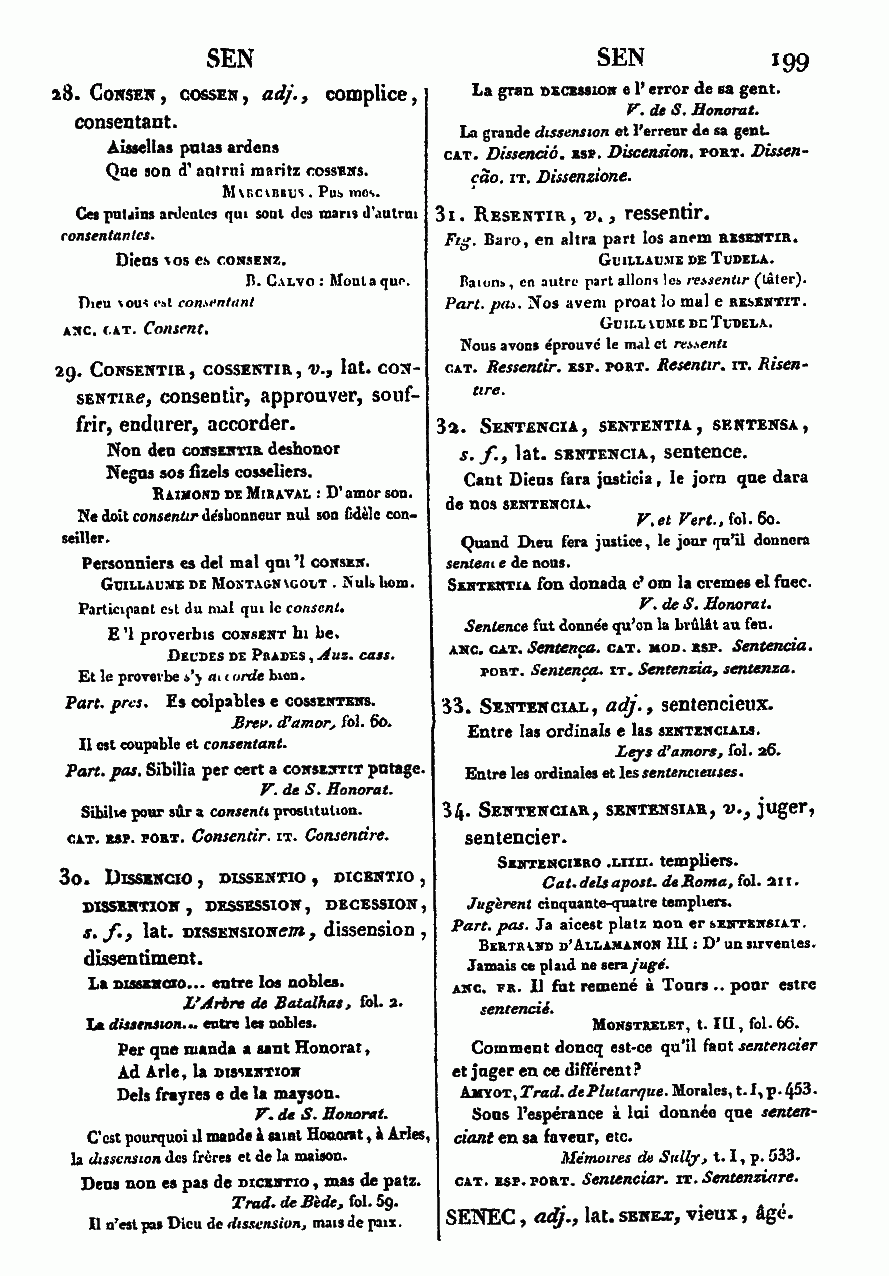 SEN
28. Consen, cossen, adj., complice,
consentant.
Aissellas putas ardens
Que son d'autrui maritz cossens.
Marcabrus. Pus mos.
Ces putains ardentes qui sont des maris d'autrui
consentantes.
Dieus vos es consenz.
B. Calvo : Mout a que.
Dieu vous est consentant
anc. cat. Consent.
29. Consentir, cossentir, v., lat. con-
sentire, consentir, approuver, souf-
frir, endurer, accorder.
Non deu consentir deshonor
Negus sos fizels cosseliers.
Raimond de Miraval : D'amor son.
Ne doit consentir déshonneur nul son fidèle con-
seiller.
Personniers es del mal qui 'l consen.
Guillaume de Montagnagout. Nuls hom.
Participant est du mal qui le consent.
E 'l proverbis consent hi be.
Deudes de Prades, Auz. cass.
Et le proverbe s'y accorde bien.
Part. pres. Es colpables e cossentens.
Brev. d'amor, fol. 60.
Il est coupable et consentant.
Part. pas. Sibilia per cert a consentit putage.
V. de S. Honorat.
Sibilie pour sûr a consenti prostitution.
cat. esp. port. Consentir. it. Consentire.
30. Dissencio, dissentio, dicentio,
dissention, dessession, decession,
s. f., lat. dissensionem, dissension,
dissentiment.
La dissencio... entre los nobles.
L'Arbre de Batalhas, fol. 2.
La dissension... entre les nobles.
Per que manda a sant Honorat,
Ad Arle, la dissention
Dels frayres e de la mayson.
V. de S. Honorat.
C'est pourquoi il mande à saint Honorat, à Arles,
la dissension des frères et de la maison.
Deus non es pas de dicentio, mas de patz.
Trad. de Bède, fol. 59.
Il n'est pas Dieu de dissension, mais de paix.
SEN 199
La gran decession e l'error de sa gent.
V. de S. Honorat.
La grande dissension et l'erreur de sa gent.
cat. Dissenció. esp. Discension. port. Dissen-
ção. it. Dissenzione.
31. Resentir, v., ressentir.
Fig. Baro, en altra part los anem resentir.
Guillaume de Tudela.
Barons, en autre part allons les ressentir (tâter).
Part. pas. Nos avem proat lo mal e resentit.
Guillaume de Tudela.
Nous avons éprouvé le mal et ressenti
cat. Ressentir. esp. port. Resentir. it. Risen-
tire.
32. Sentencia, sententia, sentensa,
s. f., lat. sentencia, sentence.
Cant Dieus fara justicia, le jorn que dara
de nos sentencia.
V. et Vert., fol. 60.
Quand Dieu fera justice, le jour qu'il donnera
sentence de nous.
Sententia fon donada c'om la cremes el fuec.
V. de S. Honorat.
Sentence fut donnée qu'on la brûlât au feu.
anc. cat. Sentença. cat. mod. esp. Sentencia.
port. Sentença. it. Sentenzia, sentenza.
33. Sentencial, adj., sentencieux.
Entre las ordinals e las sentencials.
Leys d'amors, fol. 26.
Entre les ordinales et les sentencieuses.
34. Sentenciar, sentensiar, v., juger,
sentencier.
Sentenciero .liiii. templiers.
Cat. dels apost. de Roma, fol. 211.
Jugèrent cinquante-quatre templiers.
Part. pas. Ja aicest platz non er sentensiat.
Bertrand d'Allamanon III : D'un sirventes.
Jamais ce plaid ne sera jugé.
anc. fr. Il fut remené à Tours .. pour estre
sentencié.
Monstrelet, t. III, fol. 66.
Comment doncq est-ce qu'il faut sentencier
et juger en ce différent?
Amyot, Trad. de Plutarque. Morales, t. I, p. 453.
Sous l'espérance à lui donnée que senten-
ciant en sa faveur, etc.
Mémoires de Sully, t. I, p. 533.
cat. esp. port. Sentenciar. it. Sentenziare.
SENEC, adj., lat. senex, vieux, âgé.